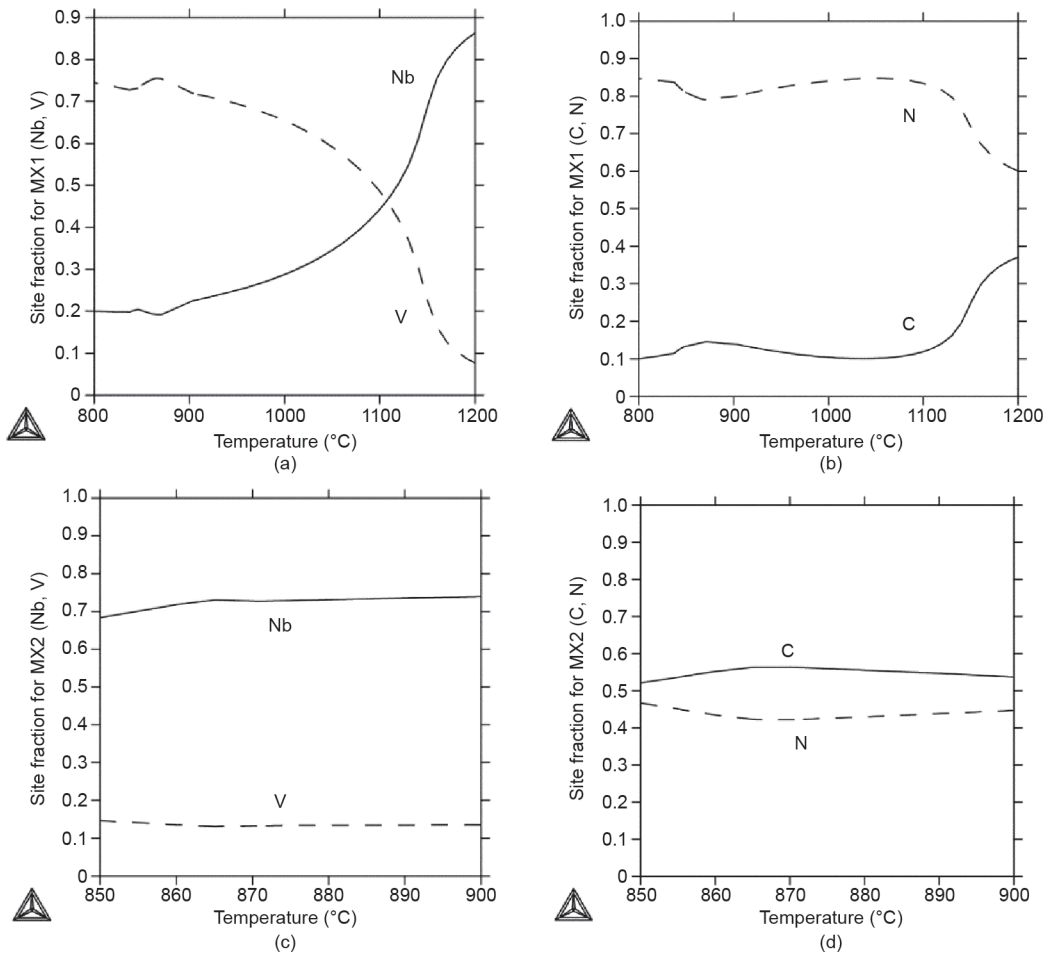 Site fraction for MX1 (Nb, V)
0.9
0.8
0.7
0.6
0.5
0.4
0.3
0.2
0.1
0
Nb
V
800 900 1000 1100 1200
Temperature (°C)
(a)
Site fraction for MX1 (C, N)
1.0
0.9
0.8
0.7
0.6
0.5
0.4
0.3
0.2
0.1
0
N
C
800 900 1000 1100 1200
Temperature (°C)
(b)
Site fraction for MX2 (Nb, V)
1.0
0.9
0.8
0.7
0.6
0.5
0.4
0.3
0.2
0.1
0
Nb
V
850 860 870 880 890 900
Temperature (°C)
(c)
Site fraction for MX2 (C, N)
1.0
0.9
0.8
0.7
0.6
0.5
0.4
0.3
0.2
0.1
0
C
N
850 860 870 880 890 900
Temperature (°C)
(d)